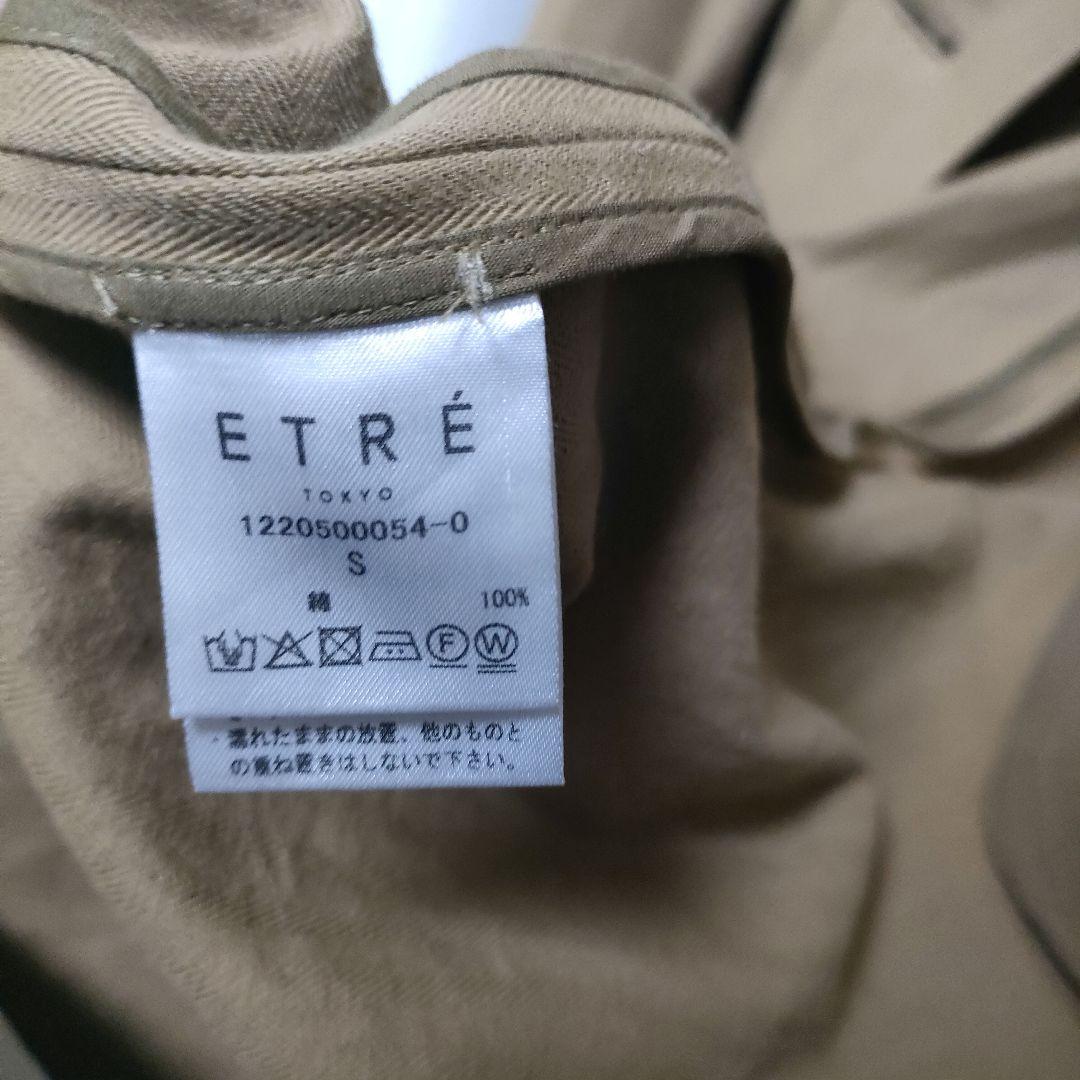 ETRÉ
TOKYO
1220500054-0
S
綿 100%
F W
・濡れたままの放置、他のものと
の重ね置きはしないで下さい。